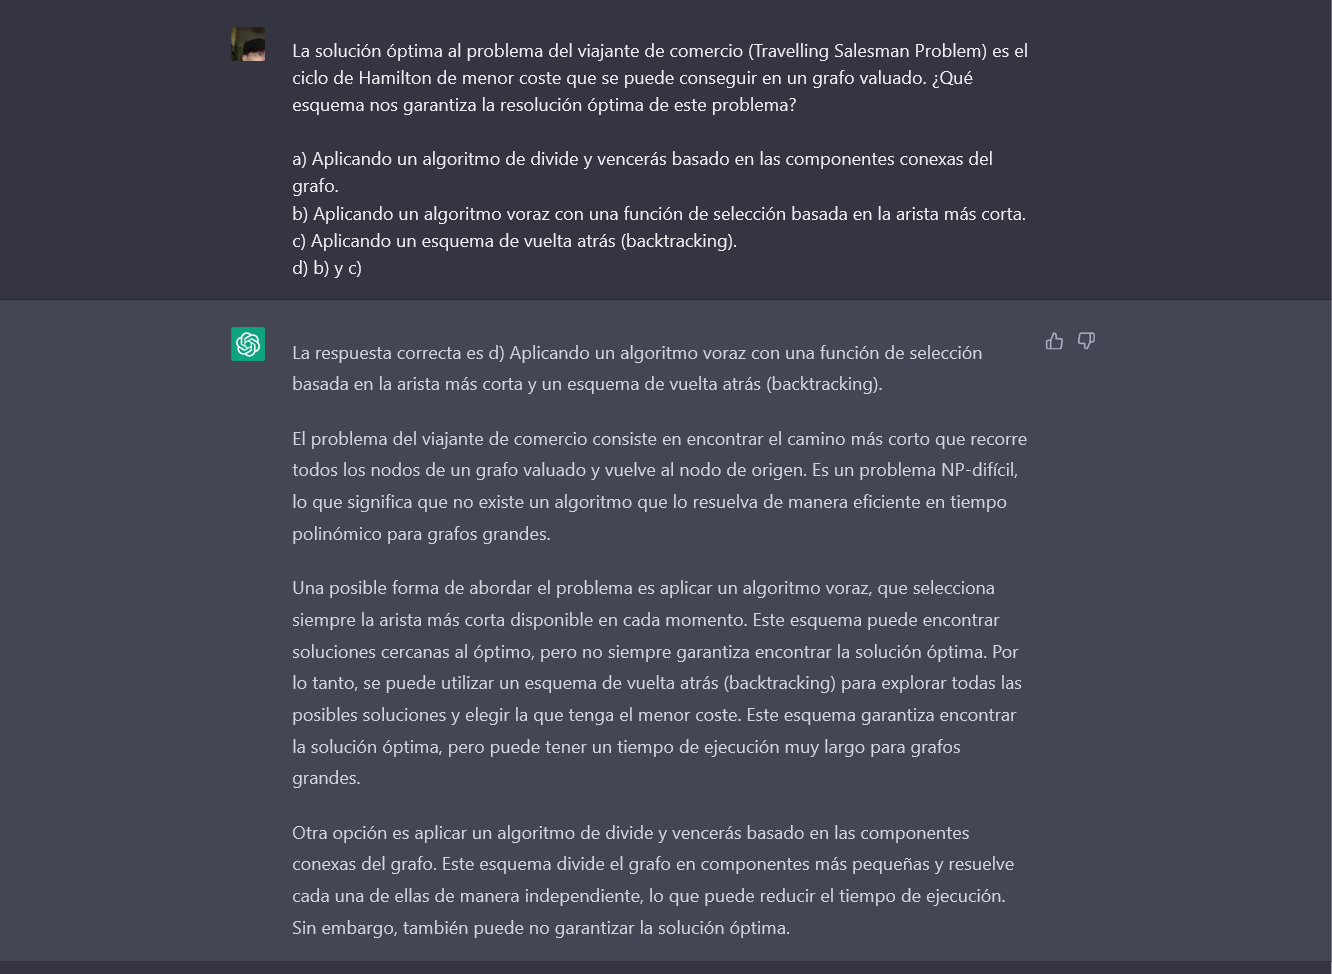 La solución óptima al problema del viajante de comercio (Travelling Salesman Problem) es el
ciclo de Hamilton de menor coste que se puede conseguir en un grafo valuado. ¿Qué
esquema nos garantiza la resolución óptima de este problema?
a) Aplicando un algoritmo de divide y vencerás basado en las componentes conexas del
grafo.
b) Aplicando un algoritmo voraz con una función de selección basada en la arista más corta.
c) Aplicando un esquema de vuelta atrás (backtracking).
d) b) y c)
La respuesta correcta es d) Aplicando un algoritmo voraz con una función de selección
basada en la arista más corta y un esquema de vuelta atrás (backtracking).
El problema del viajante de comercio consiste en encontrar el camino más corto que recorre
todos los nodos de un grafo valuado y vuelve al nodo de origen. Es un problema NP-difícil,
lo que significa que no existe un algoritmo que lo resuelva de manera eficiente en tiempo
polinómico para grafos grandes.
Una posible forma de abordar el problema es aplicar un algoritmo voraz, que selecciona
siempre la arista más corta disponible en cada momento. Este esquema puede encontrar
soluciones cercanas al óptimo, pero no siempre garantiza encontrar la solución óptima. Por
lo tanto, se puede utilizar un esquema de vuelta atrás (backtracking) para explorar todas las
posibles soluciones y elegir la que tenga el menor coste. Este esquema garantiza encontrar
la solución óptima, pero puede tener un tiempo de ejecución muy largo para grafos
grandes.
Otra opción es aplicar un algoritmo de divide y vencerás basado en las componentes
conexas del grafo. Este esquema divide el grafo en componentes más pequeñas y resuelve
cada una de ellas de manera independiente, lo que puede reducir el tiempo de ejecución.
Sin embargo, también puede no garantizar la solución óptima.